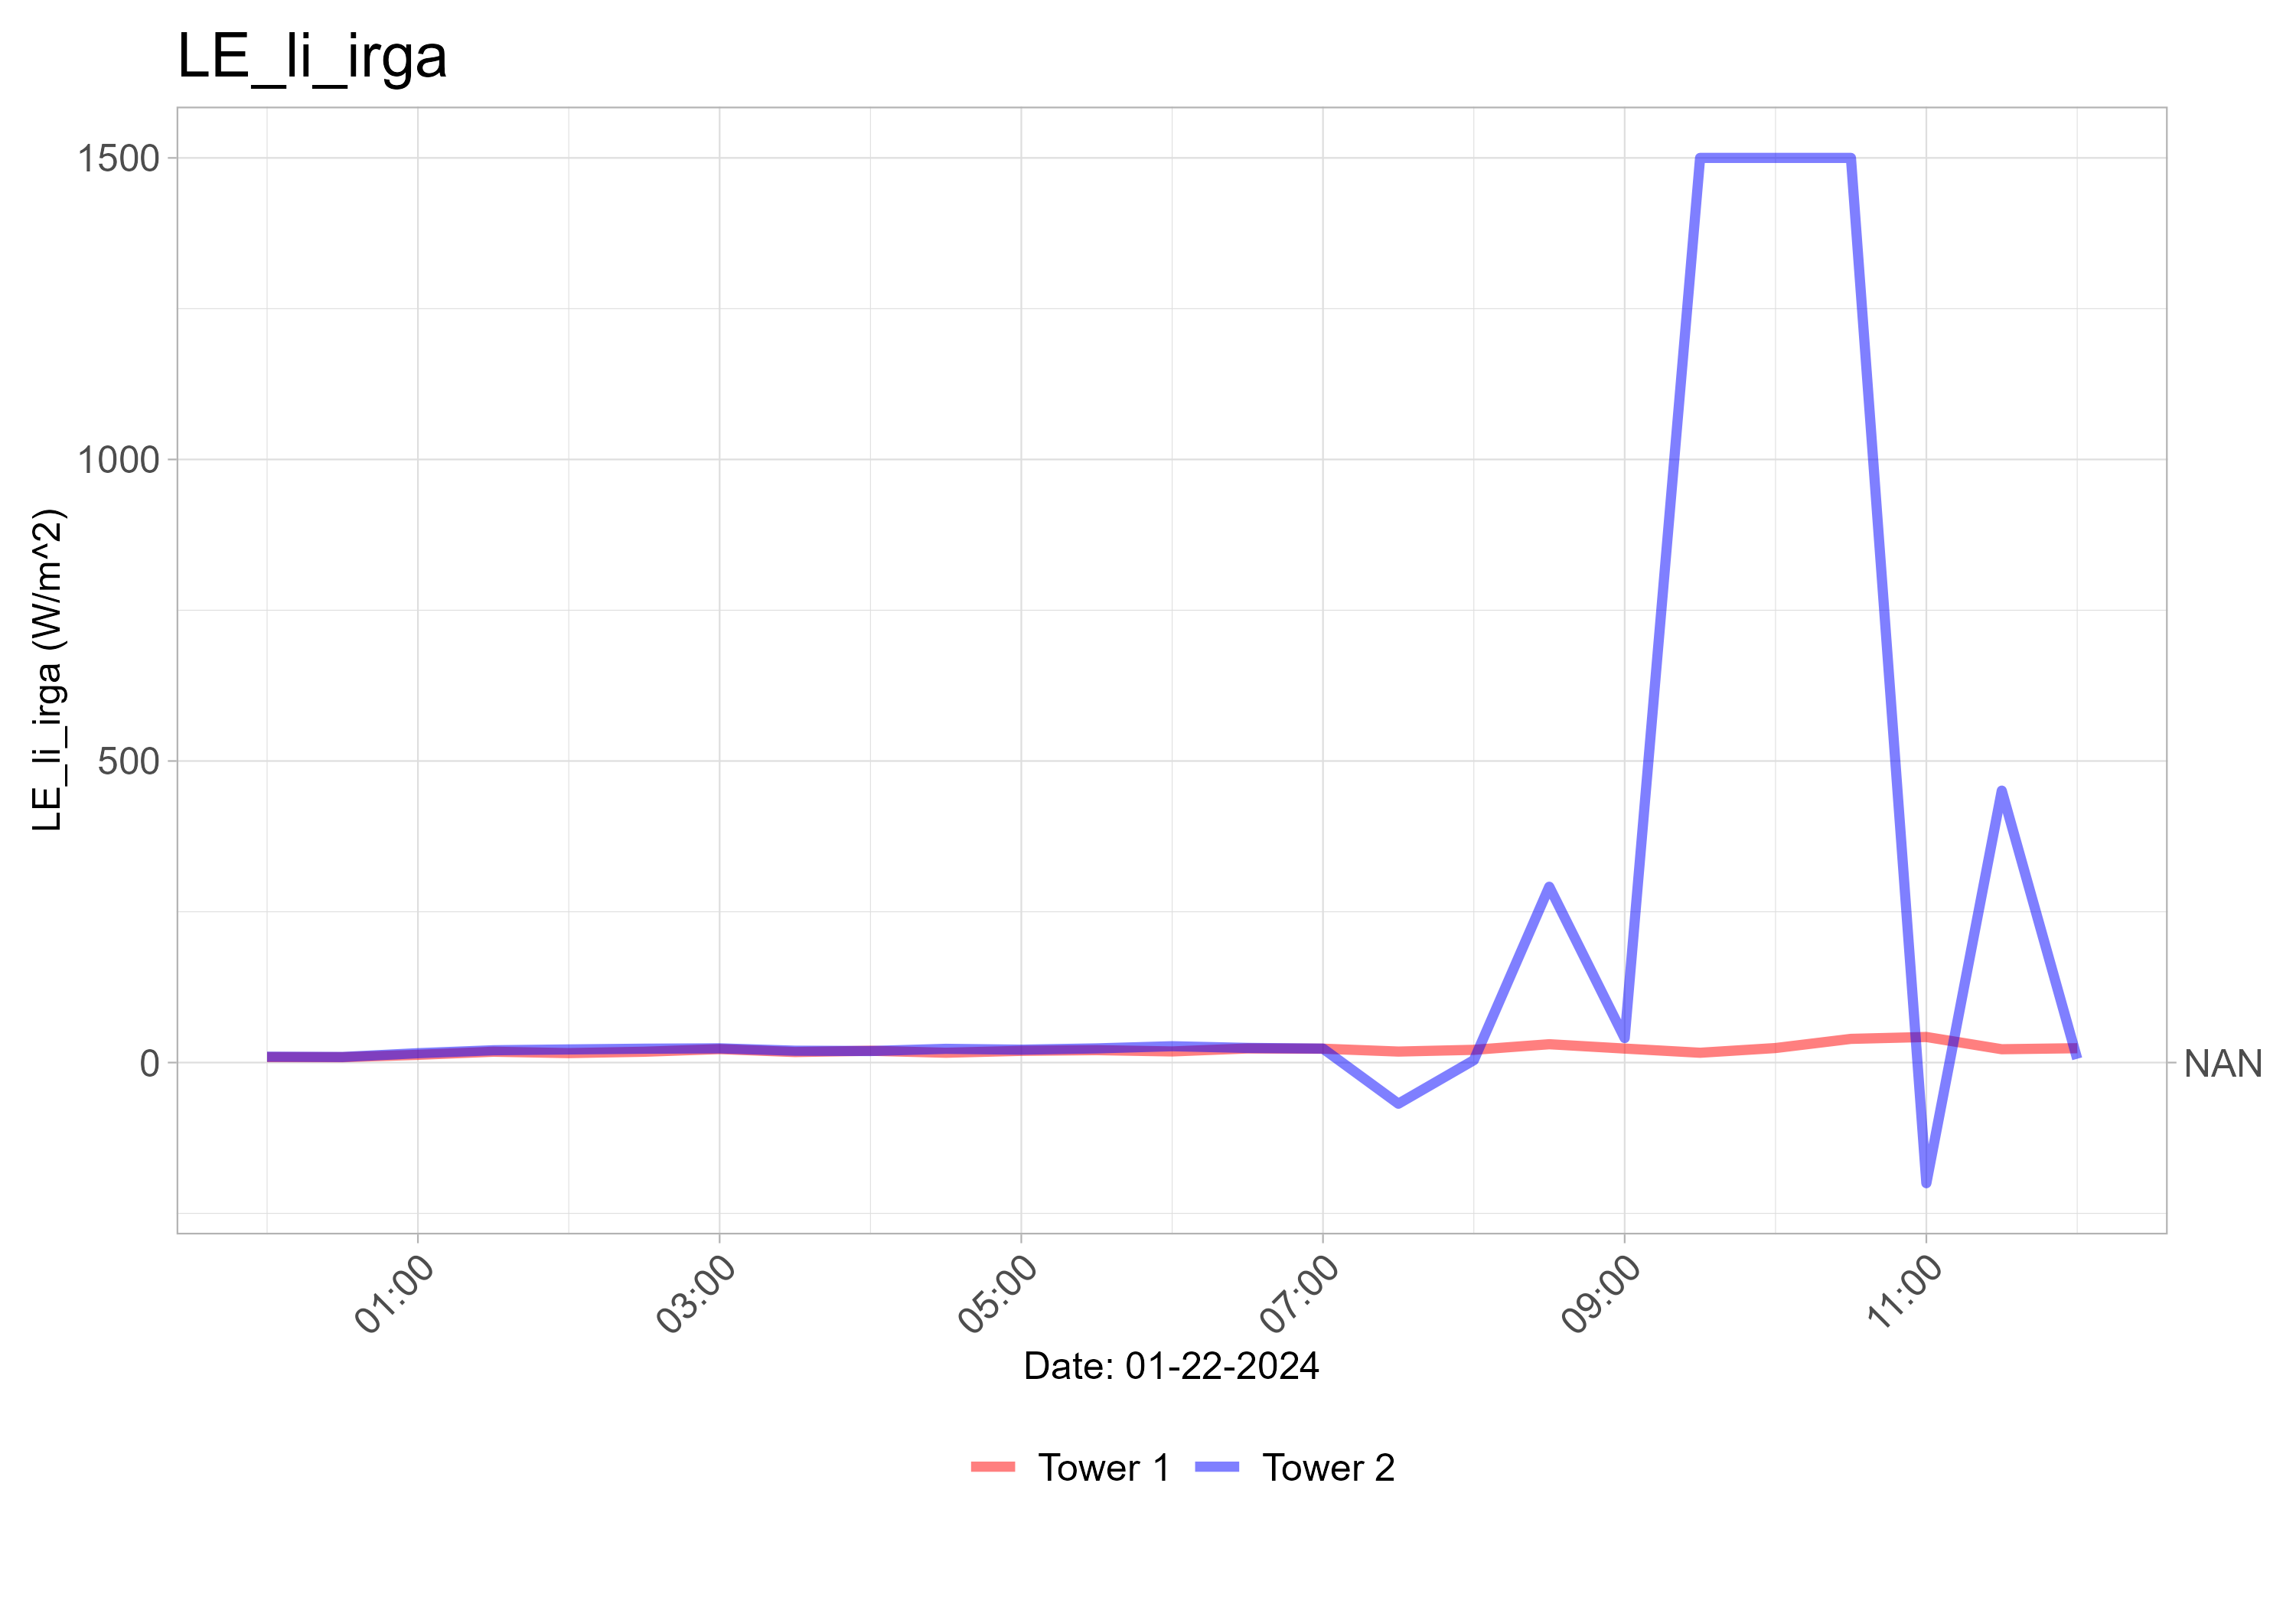 LE_li_irga
1500
1000
500
0
LE_li_irga (W/m^2)
NAN
01:00
03:00
05:00
07:00
09:00
11:00
Date: 01-22-2024
Tower 1
Tower 2